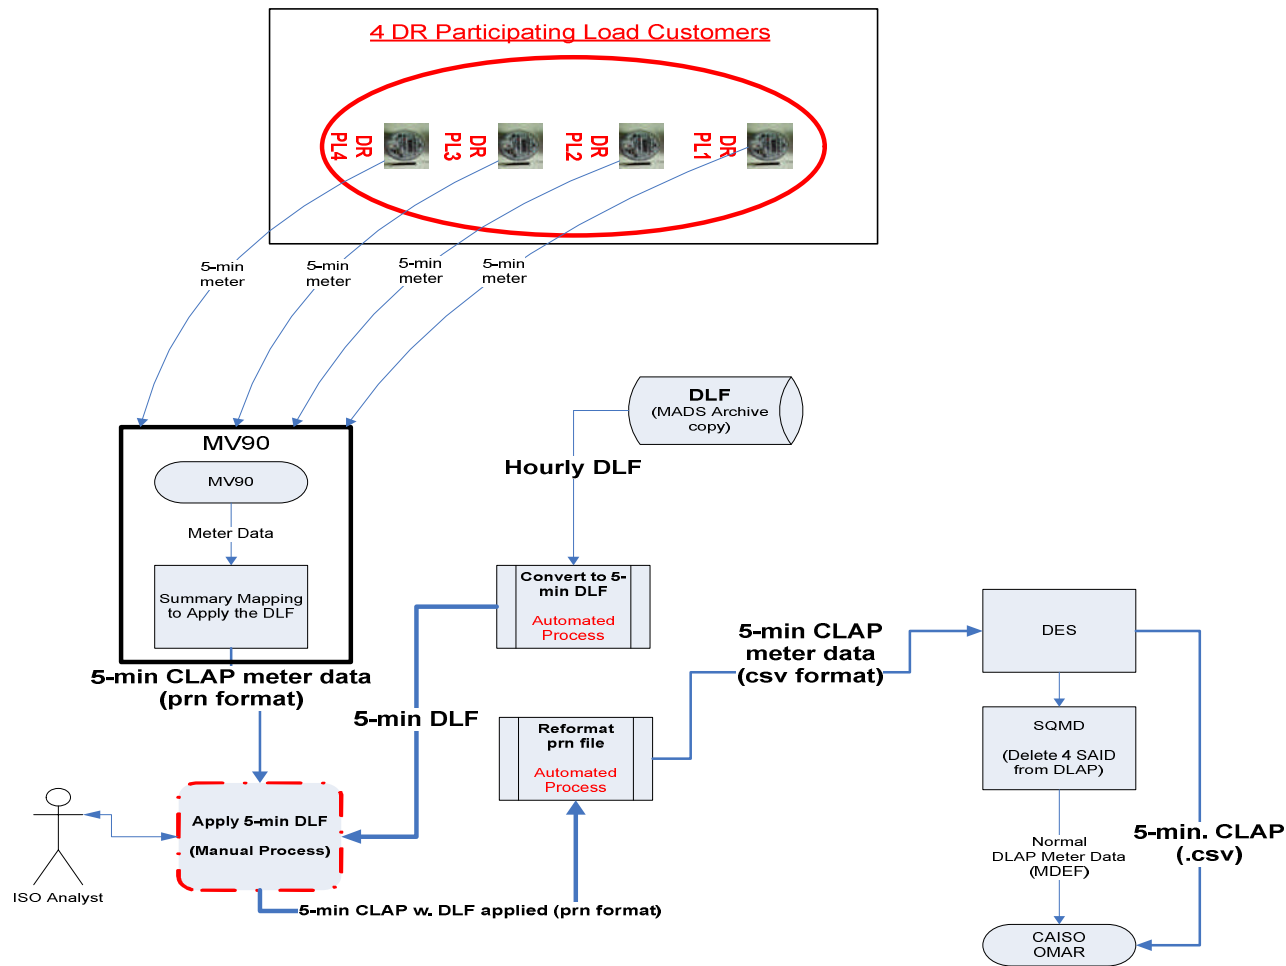 4 DR Participating Load Customers
DR
PL4
DR
PL3
DR
PL2
DR
PL1
5-min
meter
5-min
meter
5-min
meter
5-min
meter
MV90
MV90
Meter Data
Summary Mapping
to Apply the DLF
5-min CLAP meter data
(prn format)
DLF
(MADS Archive
copy)
Hourly DLF
Convert to 5-
min DLF
Automated
Process
5-min DLF
Reformat
prn file
Automated
Process
5-min CLAP
meter data
(csv format)
DES
SQMD
(Delete 4 SAID
from DLAP)
Normal
DLAP Meter Data
(MDEF)
5-min. CLAP
(.csv)
CAISO
OMAR
Apply 5-min DLF
(Manual Process)
ISO Analyst
5-min CLAP w. DLF applied (prn format)